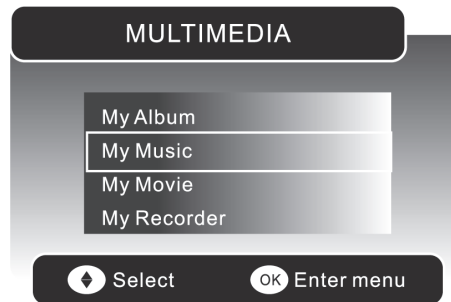 MULTIMEDIA
My Album
My Music
My Movie
My Recorder
Select OK Enter menu